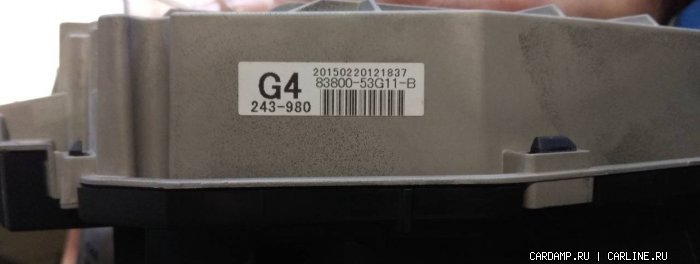 20150220121837
G4 83800-53G11-B
243-980
CARDAMP.RU | CARLINE.RU